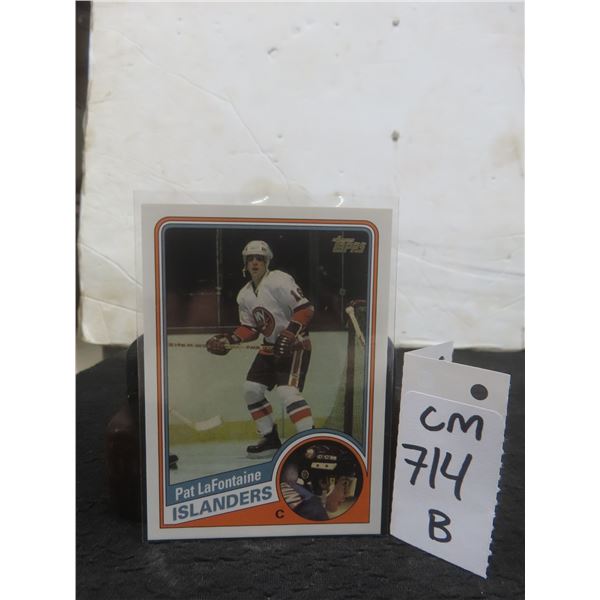 Topps
Pat LaFontaine
ISLANDERS
C
CM
714
B